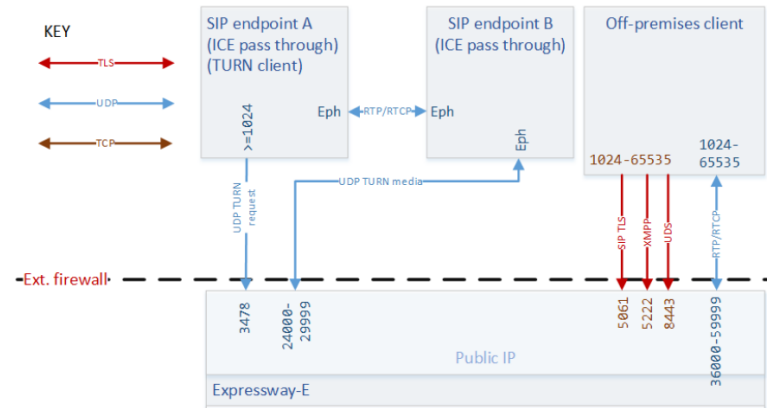 KEY
TLS
UDP
TCP
SIP endpoint A
(ICE pass through)
(TURN client)
>=1024
Eph
RTP/RTCP
SIP endpoint B
(ICE pass through)
Eph
Eph
Off-premises client
1024-65535
1024-
65535
UDP TURN
request
UDP TURN media
SIP TLS
XMPP
UDS
RTP/RTCP
Ext. firewall
3478
24000-
29999
5061
5222
8443
36000-59999
Public IP
Expressway-E